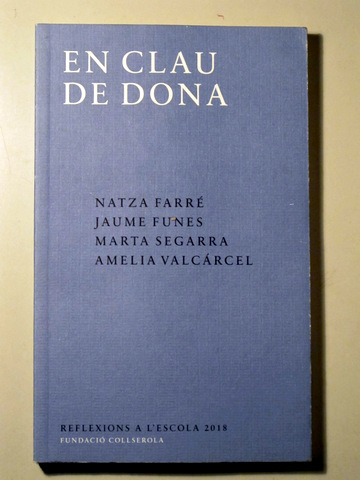 EN CLAU
DE DONA
NATZA FARRÉ
JAUME FUNES
MARTA SEGARRA
AMELIA VALCÁRCEL
REFLEXIONS A L'ESCOLA 2018
FUNDACIÓ COLLSEROLA